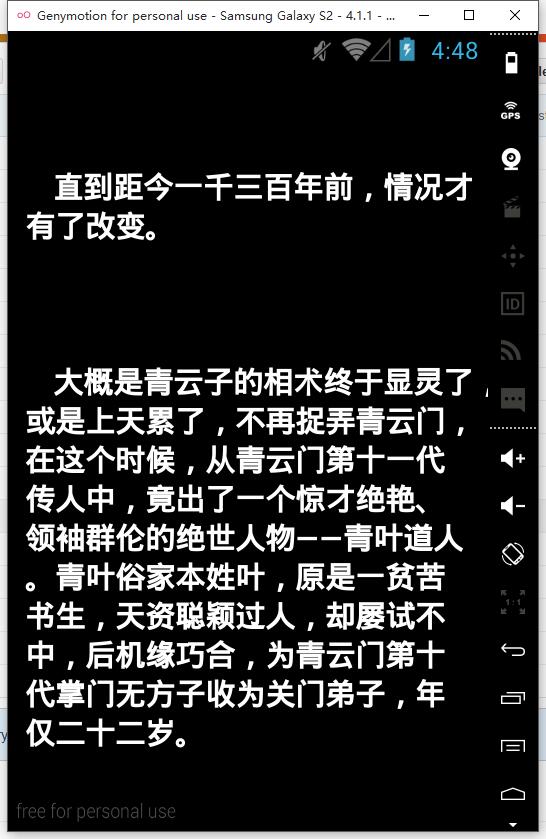 Genymotion for personal use - Samsung Galaxy S2 - 4.1.1 - ...
4:48
GPS
直到距今一千三百年前，情况才
有了改变。
ID
大概是青云子的相术终于显灵了，
或是上天累了，不再捉弄青云门，
在这个时候，从青云门第十一代
传人中，竟出了一个惊才绝艳、
领袖群伦的绝世人物——青叶道人
。青叶俗家本姓叶，原是一贫苦
书生，天资聪颖过人，却屡试不
中，后机缘巧合，为青云门第十
代掌门无方子收为关门弟子，年
仅二十二岁。
1:1
free for personal use